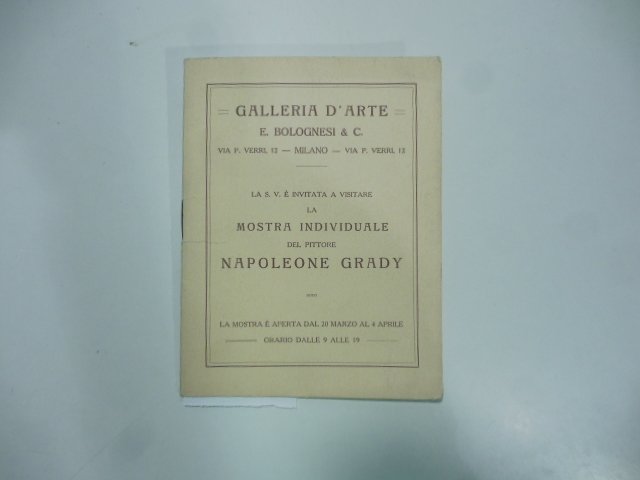 GALLERIA D'ARTE
E. BOLOGNESI & C.
VIA P. VERRI, 12 — MILANO — VIA P. VERRI, 12
LA S. V. È INVITATA A VISITARE
LA
MOSTRA INDIVIDUALE
DEL PITTORE
NAPOLEONE GRADY
LA MOSTRA È APERTA DAL 20 MARZO AL 4 APRILE
ORARIO DALLE 9 ALLE 19